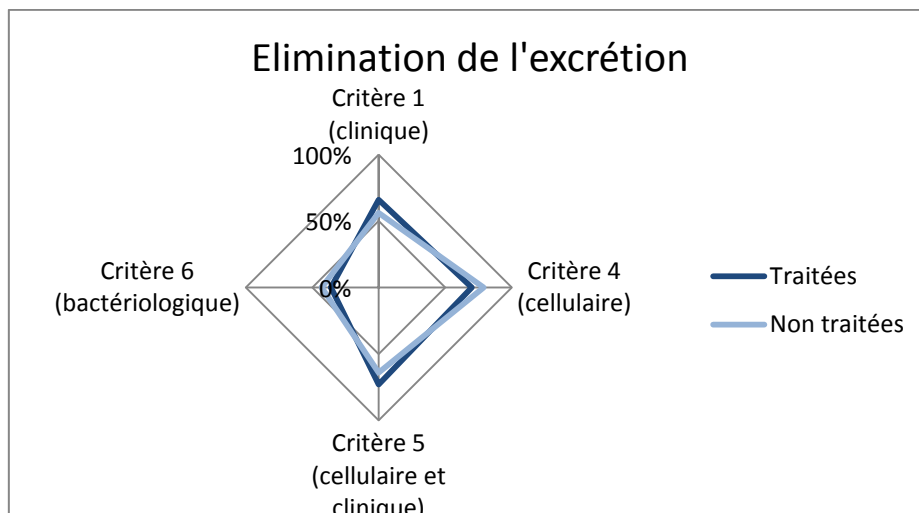 Elimination de l'excrétion
Critère 1
(clinique)
100%
50%
0%
Critère 6
(bactériologique)
Critère 4
(cellulaire)
Traitées
Non traitées
Critère 5
(cellulaire et
clinique)